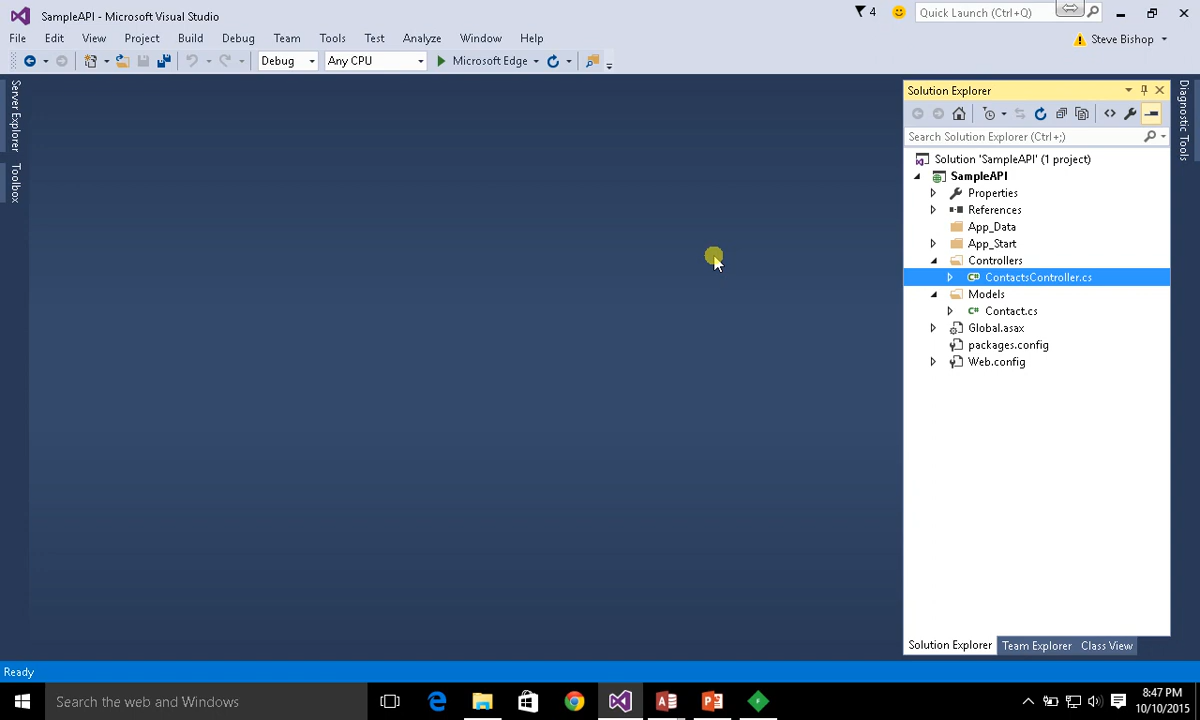 SampleAPI - Microsoft Visual Studio
4
Quick Launch (Ctrl+Q)
File Edit View Project Build Debug Team Tools Test Analyze Window Help
Steve Bishop
Debug Any CPU Microsoft Edge
Server Explorer
Toolbox
Solution Explorer
Search Solution Explorer (Ctrl+;)
Solution 'SampleAPI' (1 project)
SampleAPI
Properties
References
App_Data
App_Start
Controllers
C# ContactsController.cs
Models
C# Contact.cs
Global.asax
packages.config
Web.config
Diagnostic Tools
Solution Explorer Team Explorer Class View
Ready
Search the web and Windows
8:47 PM
10/10/2015